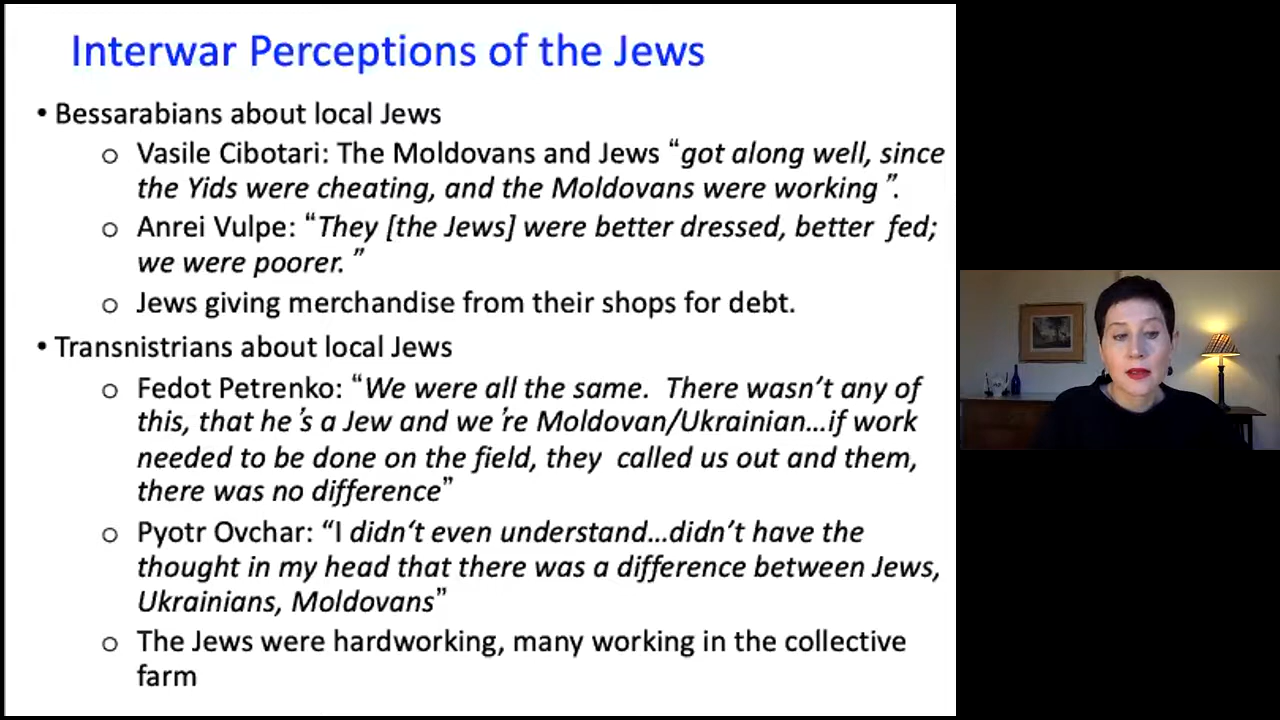 Interwar Perceptions of the Jews
• Bessarabians about local Jews
o Vasile Cibotari: The Moldovans and Jews “got along well, since
the Yids were cheating, and the Moldovans were working ”.
o Anrei Vulpe: “They [the Jews] were better dressed, better fed;
we were poorer. ”
o Jews giving merchandise from their shops for debt.
• Transnistrians about local Jews
o Fedot Petrenko: “We were all the same. There wasn’t any of
this, that he’s a Jew and we’re Moldovan/Ukrainian…if work
needed to be done on the field, they called us out and them,
there was no difference”
o Pyotr Ovchar: “I didn‘t even understand…didn’t have the
thought in my head that there was a difference between Jews,
Ukrainians, Moldovans”
o The Jews were hardworking, many working in the collective
farm